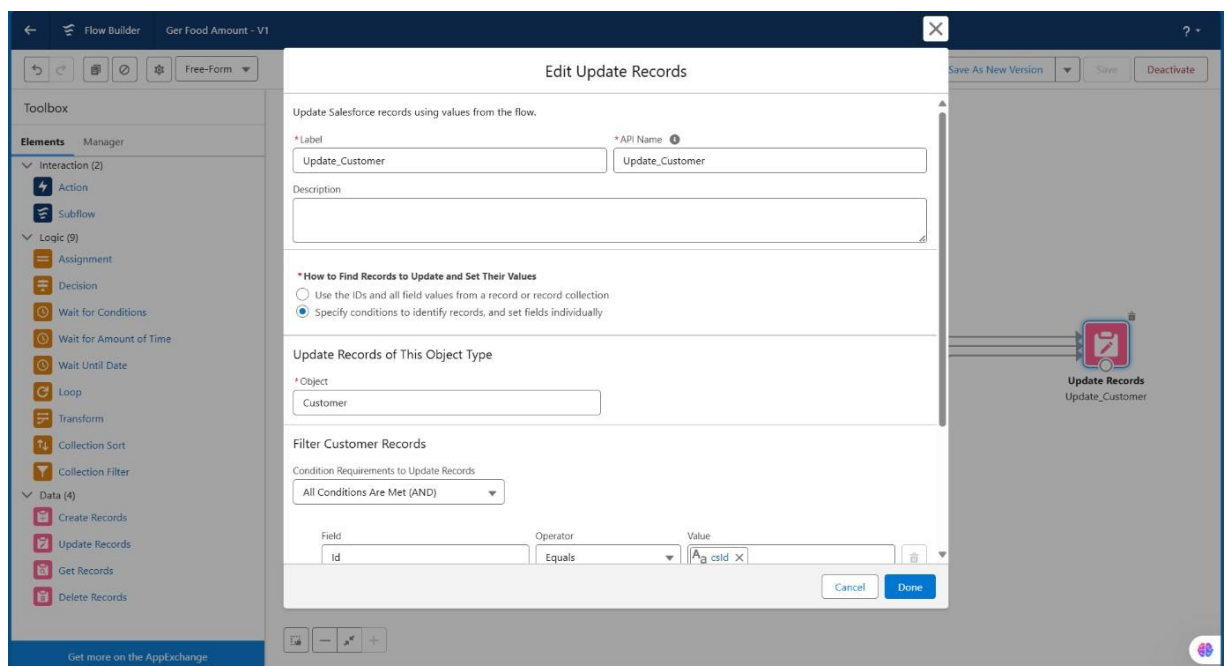 Flow Builder
Ger Food Amount - V1
?
Free-Form
Save As New Version
Save
Deactivate
Toolbox
Elements
Manager
Interaction (2)
Action
Subflow
Logic (9)
Assignment
Decision
Wait for Conditions
Wait for Amount of Time
Wait Until Date
Loop
Transform
Collection Sort
Collection Filter
Data (4)
Create Records
Update Records
Get Records
Delete Records
Get more on the AppExchange
Edit Update Records
Update Salesforce records using values from the flow.
*Label
*API Name
Update_Customer
Update_Customer
Description
*How to Find Records to Update and Set Their Values
Use the IDs and all field values from a record or record collection
Specify conditions to identify records, and set fields individually
Update Records of This Object Type
*Object
Customer
Filter Customer Records
Condition Requirements to Update Records
All Conditions Are Met (AND)
Field
Operator
Value
Id
Equals
Aa csId
Cancel
Done
Update Records
Update_Customer